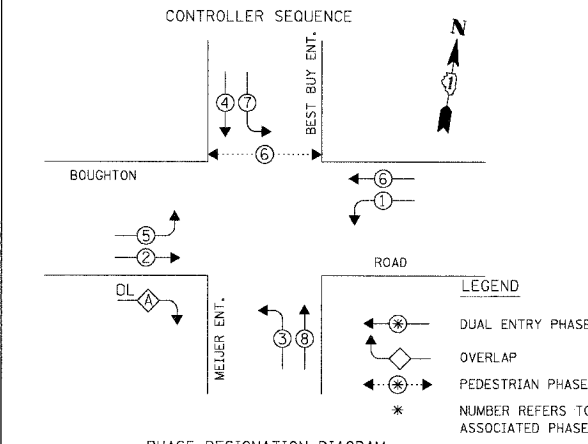 CONTROLLER SEQUENCE
N
1
BEST BUY ENT.
4 7
6
BOUGHTON
6
1
5
2
ROAD
OL A
MEIJER ENT.
3 8
LEGEND
* DUAL ENTRY PHASE
OVERLAP
* PEDESTRIAN PHASE
* NUMBER REFERS TO
ASSOCIATED PHASE
PHASE DESIGNATION DIAGRAM